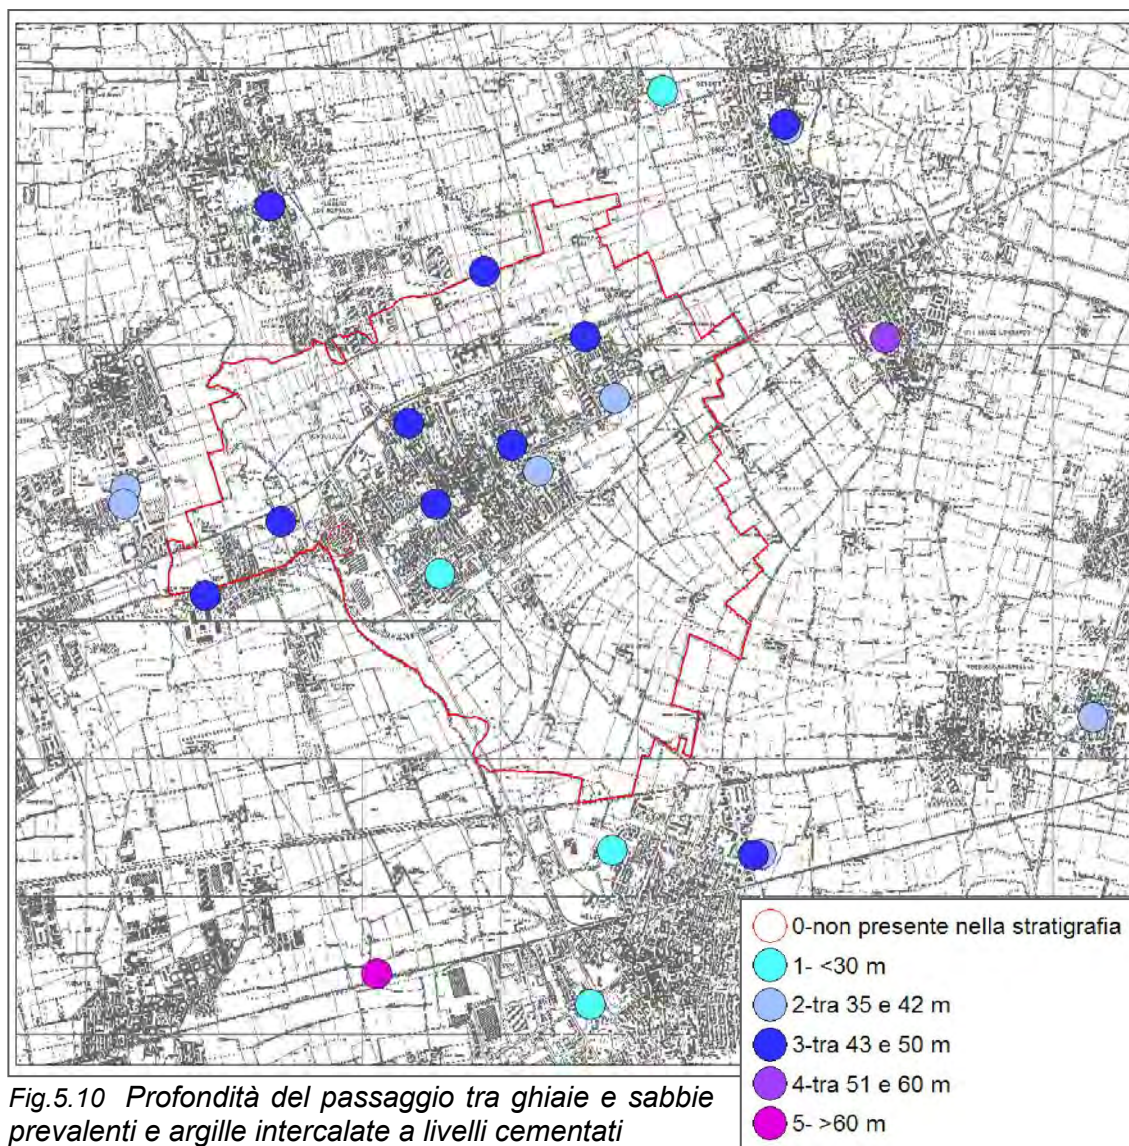 0-non presente nella stratigrafia
1- <30 m
2-tra 35 e 42 m
3-tra 43 e 50 m
4-tra 51 e 60 m
5- >60 m
Fig.5.10 Profondità del passaggio tra ghiaie e sabbie
prevalenti e argille intercalate a livelli cementati